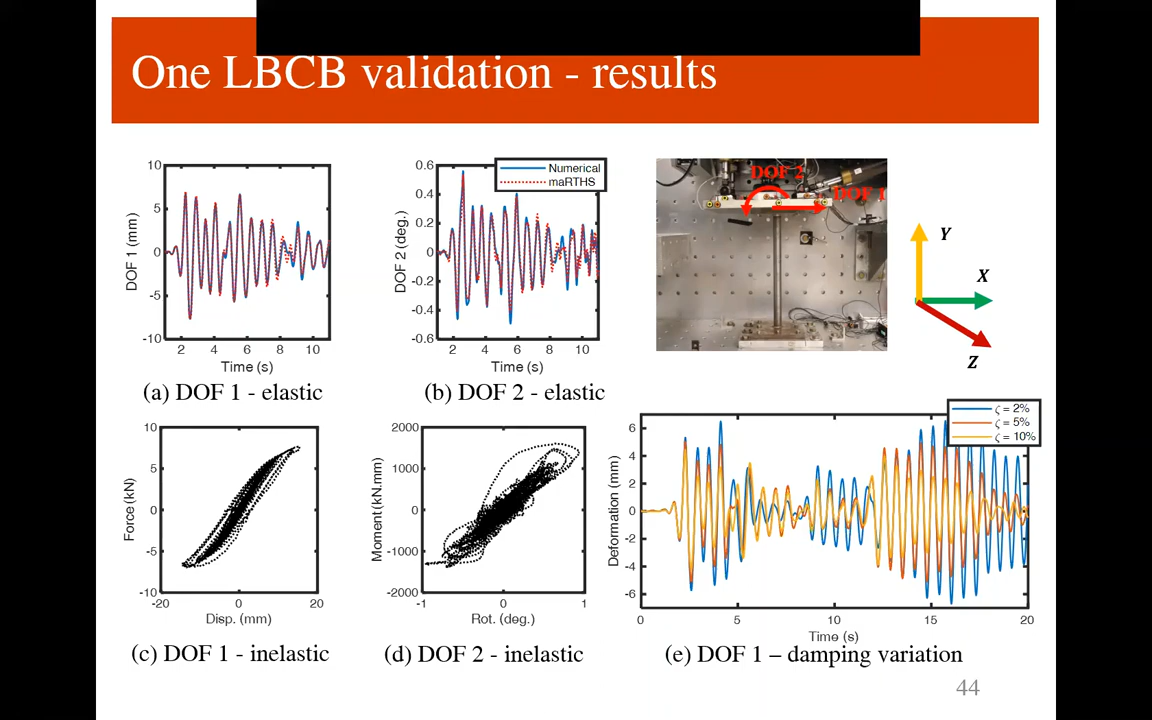 One LBCB validation - results
10
5
0
-5
-10
DOF 1 (mm)
2 4 6 8 10
Time (s)
(a) DOF 1 - elastic
0.6
0.4
0.2
0
-0.2
-0.4
-0.6
DOF 2 (deg.)
Numerical
maRTHS
2 4 6 8 10
Time (s)
(b) DOF 2 - elastic
DOF 2
DOF 1
Y
X
Z
10
5
0
-5
-10
Force (kN)
-20 0 20
Disp. (mm)
(c) DOF 1 - inelastic
2000
1000
0
-1000
-2000
Moment (kN.mm)
-1 0 1
Rot. (deg.)
(d) DOF 2 - inelastic
6
4
2
0
-2
-4
-6
Deformation (mm)
ζ = 2%
ζ = 5%
ζ = 10%
0 5 10 15 20
Time (s)
(e) DOF 1 – damping variation
44